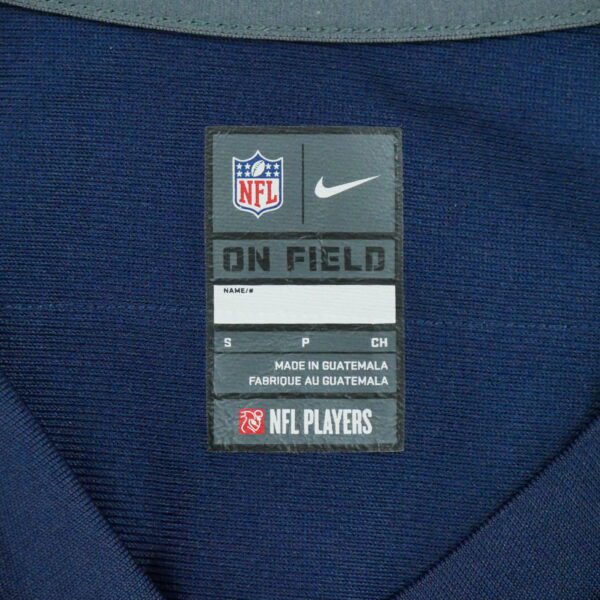 NFL
ON FIELD
NAME/#
S P CH
MADE IN GUATEMALA
FABRIQUE AU GUATEMALA
NFL PLAYERS